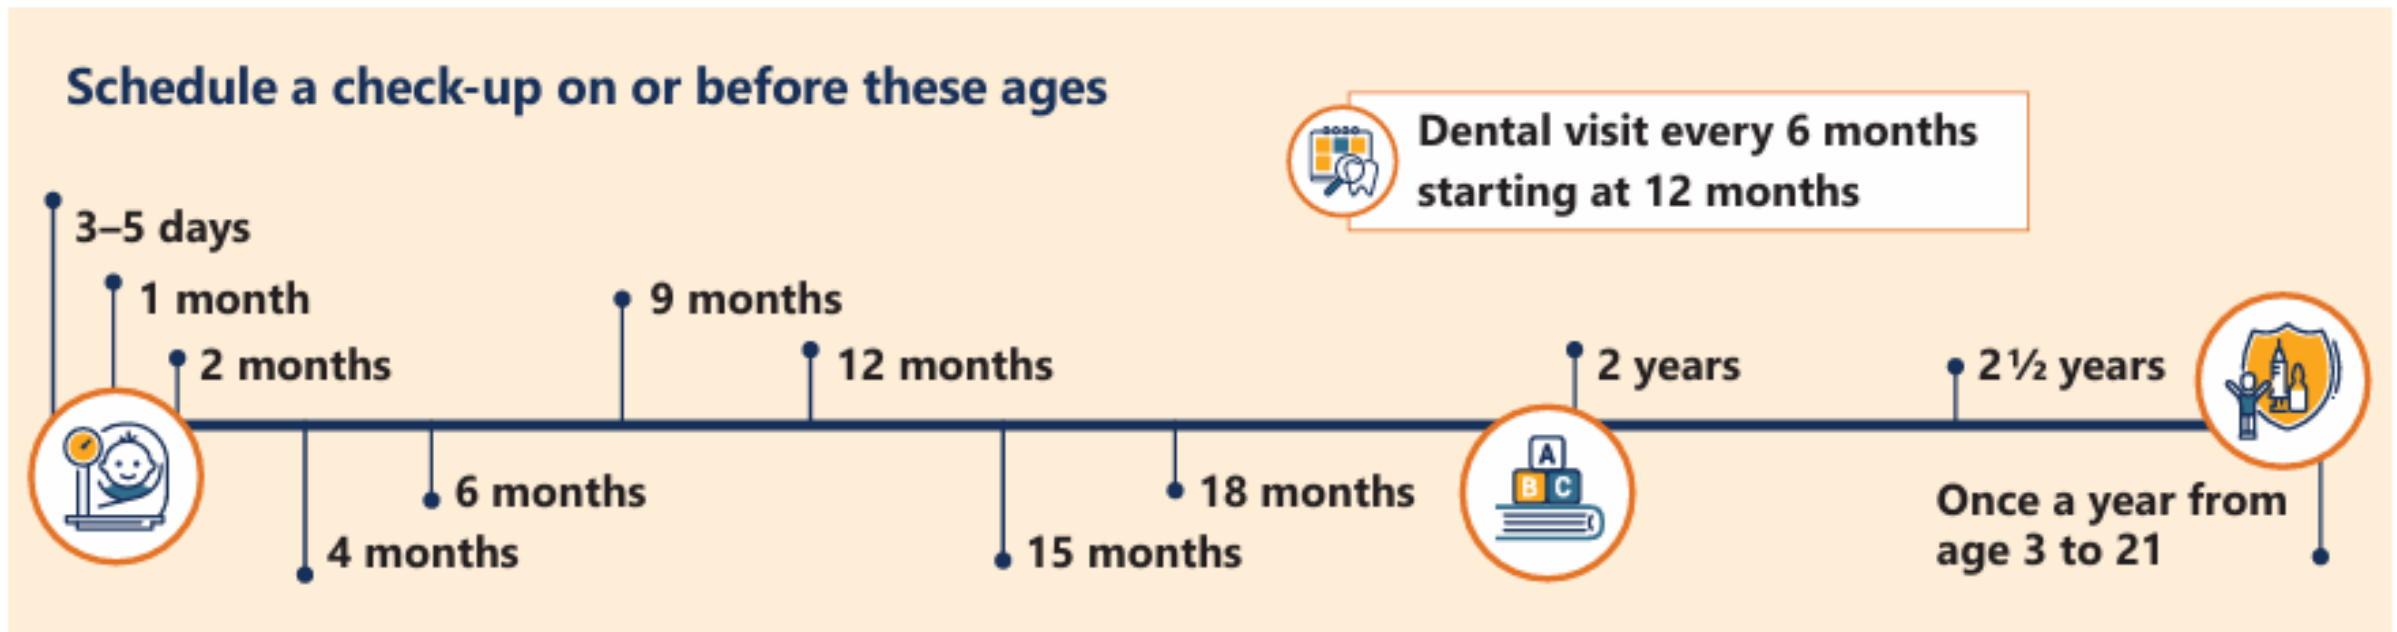 Schedule a check-up on or before these ages
Dental visit every 6 months
starting at 12 months
3–5 days
1 month
2 months
4 months
6 months
9 months
12 months
15 months
18 months
A
B C
2 years
2½ years
Once a year from
age 3 to 21